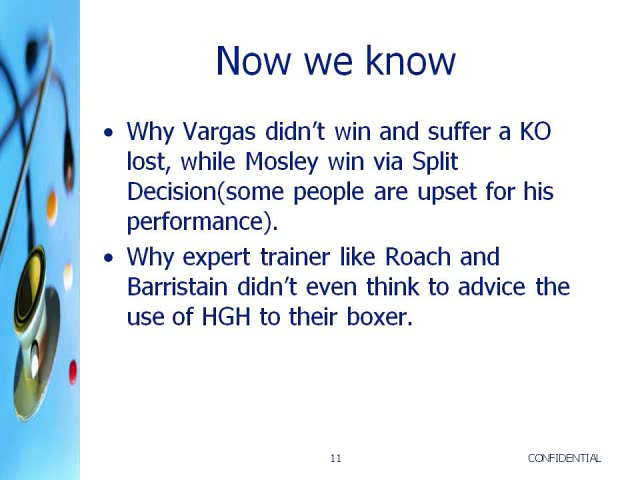 Now we know
• Why Vargas didn't win and suffer a KO
lost, while Mosley win via Split
Decision(some people are upset for his
performance).
• Why expert trainer like Roach and
Barristain didn't even think to advice the
use of HGH to their boxer.
11 CONFIDENTIAL